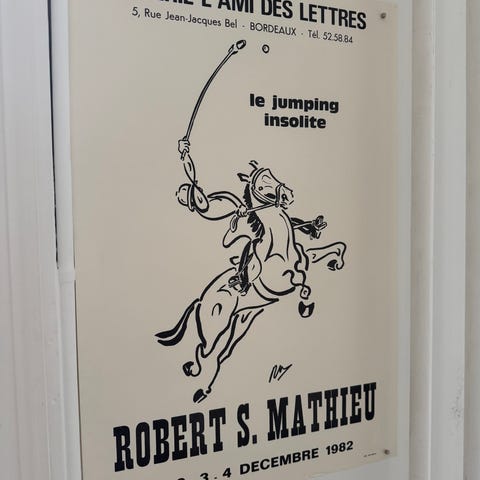 L'AMI DES LETTRES
5, Rue Jean-Jacques Bel - BORDEAUX - Tél. 52.58.84
le jumping
insolite
ROBERT S. MATHIEU
3. 4 DECEMBRE 1982